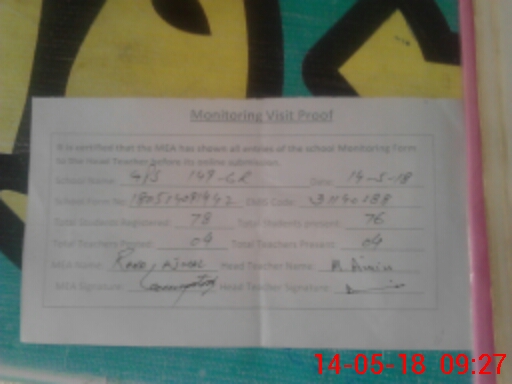 Monitoring Visit Proof
It is certified that the MEA has shown all entries of the school Monitoring Form
to the Head Teacher before its online submission.
School Name: G/S 149-GR Date: 14-5-18
School Form No: EMIS Code: 31140188
Total Students Registered: 78 Total Students present: 76
Total Teachers Posted: 04 Total Teachers Present: 04
MEA Name: Head Teacher Name: M. Amin
MEA Signature: Head Teacher Signature:
14-05-18 09:27